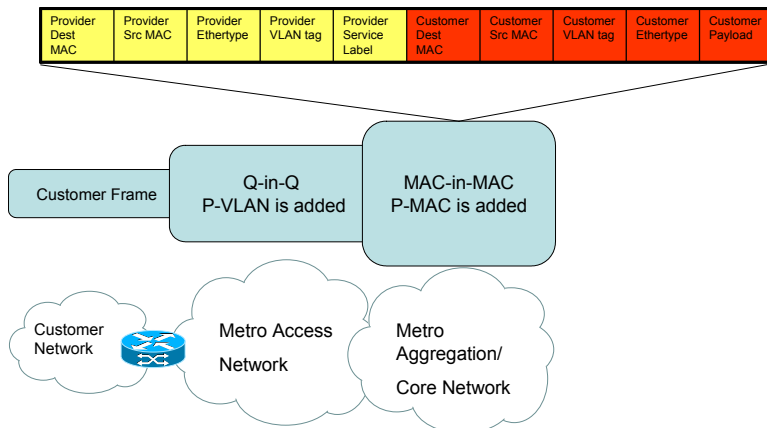 Provider Dest MAC
Provider Src MAC
Provider Ethertype
Provider VLAN tag
Provider Service Label
Customer Dest MAC
Customer Src MAC
Customer VLAN tag
Customer Ethertype
Customer Payload
Customer Frame
Q-in-Q
P-VLAN is added
MAC-in-MAC
P-MAC is added
Customer
Network
Metro Access
Network
Metro
Aggregation/
Core Network